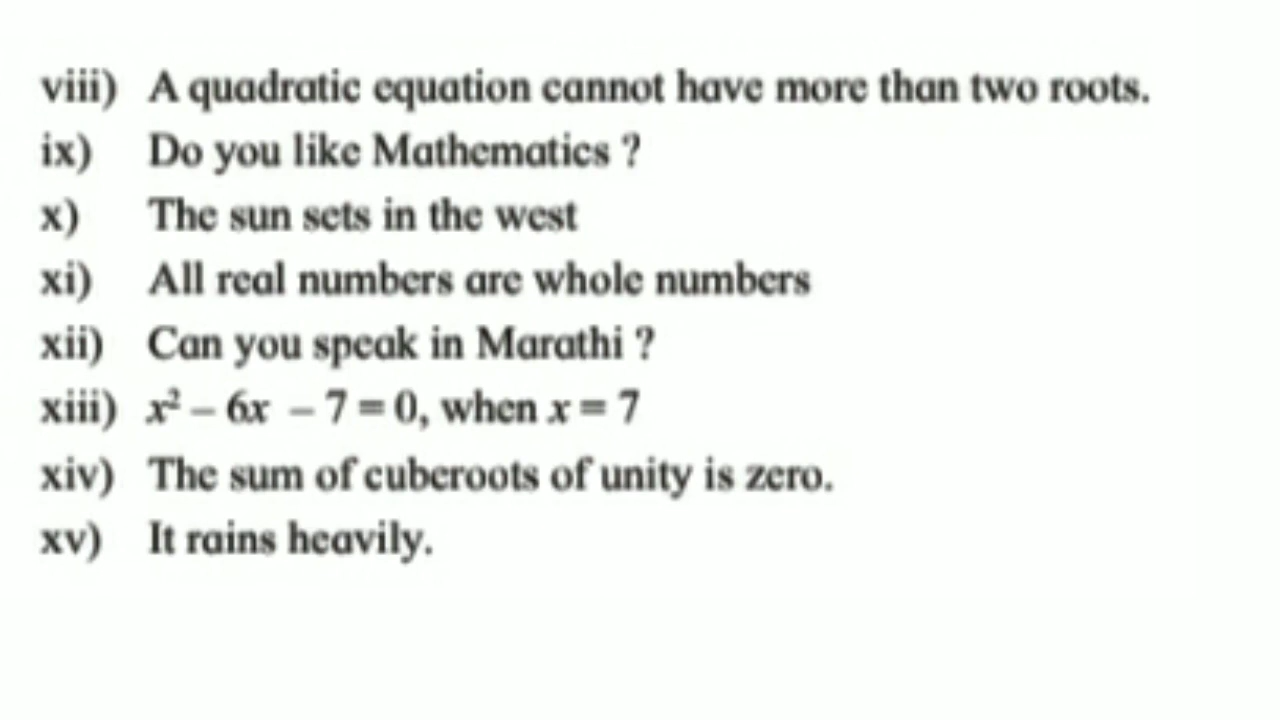 viii) A quadratic equation cannot have more than two roots.
ix) Do you like Mathematics ?
x) The sun sets in the west
xi) All real numbers are whole numbers
xii) Can you speak in Marathi ?
xiii) x² – 6x – 7 = 0, when x = 7
xiv) The sum of cuberoots of unity is zero.
xv) It rains heavily.